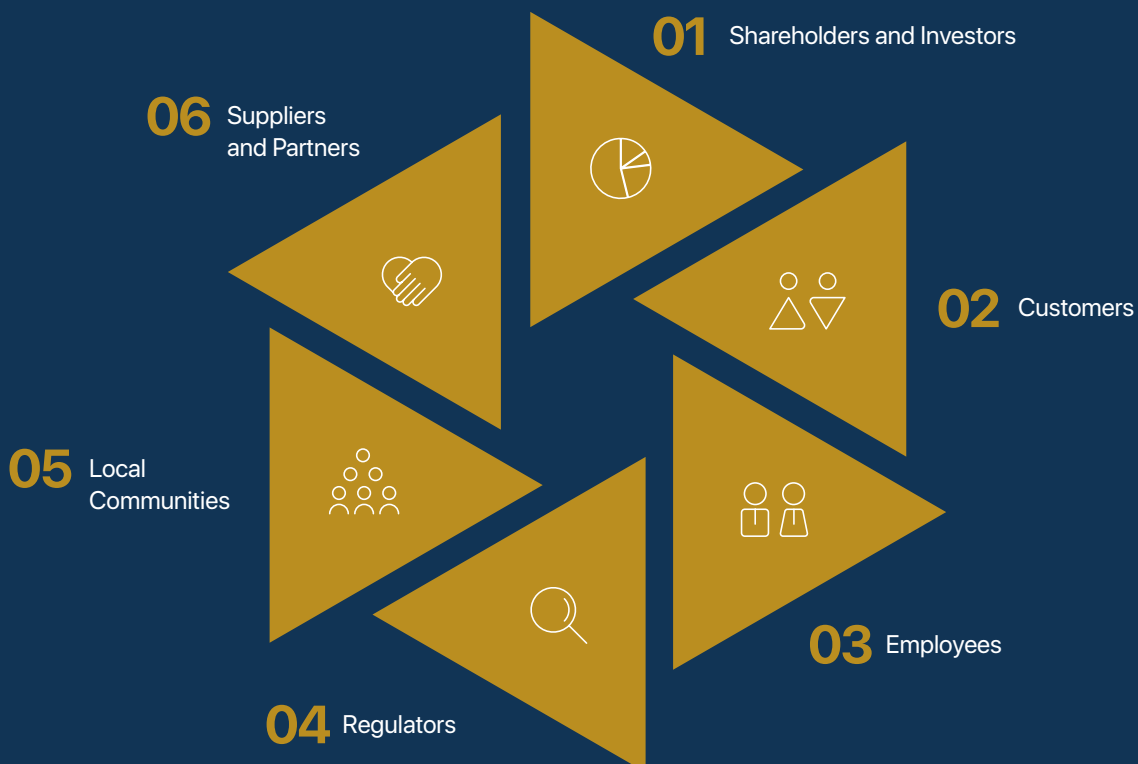 01 Shareholders and Investors
02 Customers
03 Employees
04 Regulators
05 Local
Communities
06 Suppliers
and Partners